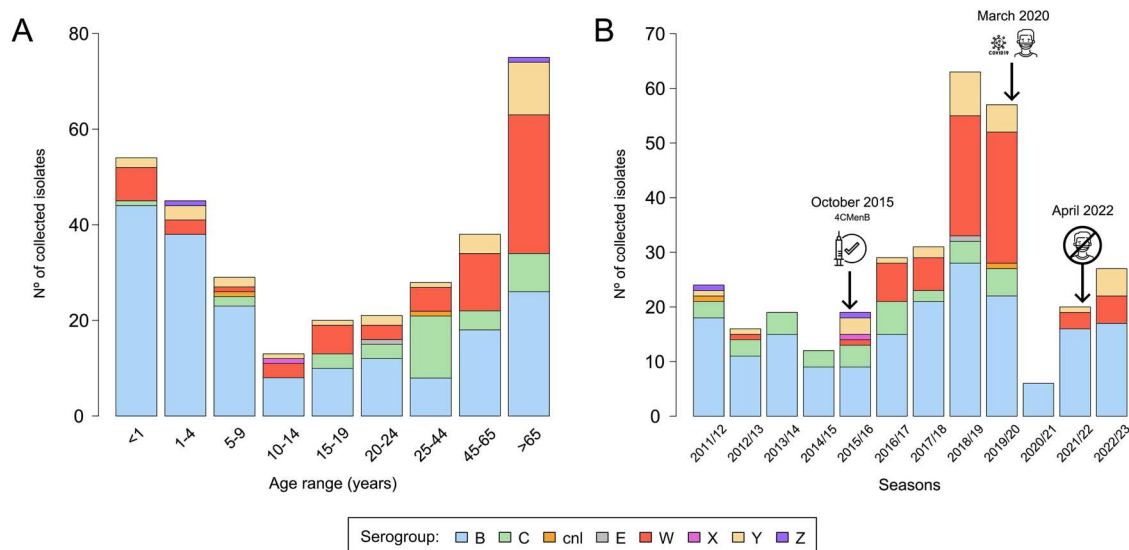 A
Nº of collected isolates
80
60
40
20
0
<1
1-4
5-9
10-14
15-19
20-24
25-44
45-65
>65
Age range (years)
B
Nº of collected isolates
70
60
50
40
30
20
10
0
March 2020
COVID19
October 2015
4CMenB
April 2022
2011/12
2012/13
2013/14
2014/15
2015/16
2016/17
2017/18
2018/19
2019/20
2020/21
2021/22
2022/23
Seasons
Serogroup: B C cnl E W X Y Z